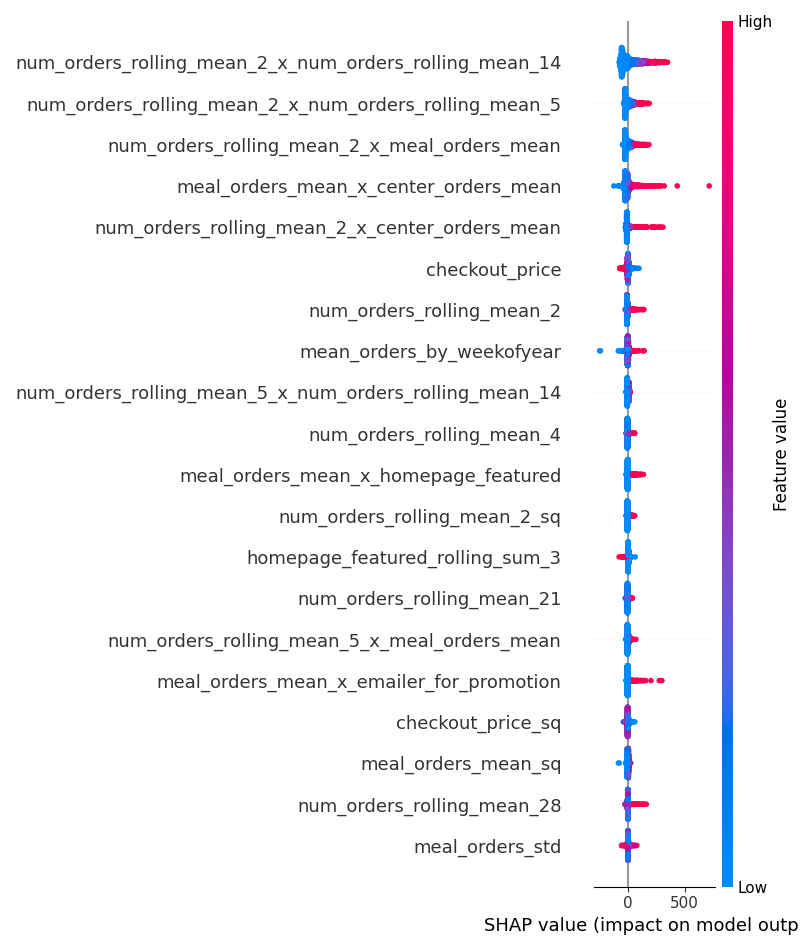 High
num_orders_rolling_mean_2_x_num_orders_rolling_mean_14
num_orders_rolling_mean_2_x_num_orders_rolling_mean_5
num_orders_rolling_mean_2_x_meal_orders_mean
meal_orders_mean_x_center_orders_mean
num_orders_rolling_mean_2_x_center_orders_mean
checkout_price
num_orders_rolling_mean_2
mean_orders_by_weekofyear
num_orders_rolling_mean_5_x_num_orders_rolling_mean_14
num_orders_rolling_mean_4
meal_orders_mean_x_homepage_featured
num_orders_rolling_mean_2_sq
homepage_featured_rolling_sum_3
num_orders_rolling_mean_21
num_orders_rolling_mean_5_x_meal_orders_mean
meal_orders_mean_x_emailer_for_promotion
checkout_price_sq
meal_orders_mean_sq
num_orders_rolling_mean_28
meal_orders_std
Feature value
Low
0 500
SHAP value (impact on model outp